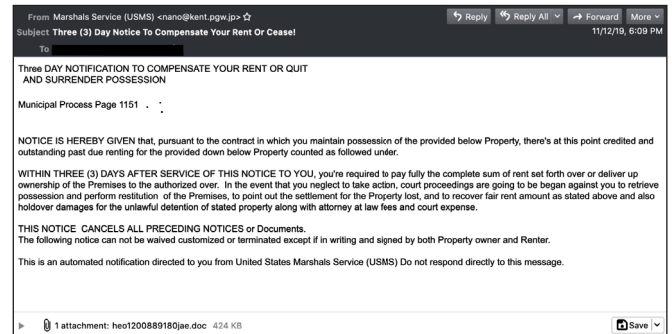 From Marshals Service (USMS) <nano@kent.pgw.jp> ☆
Reply Reply All Forward More
Subject Three (3) Day Notice To Compensate Your Rent Or Cease!
11/12/19, 6:09 PM
To
Three DAY NOTIFICATION TO COMPENSATE YOUR RENT OR QUIT
AND SURRENDER POSSESSION
Municipal Process Page 1151 .
NOTICE IS HEREBY GIVEN that, pursuant to the contract in which you maintain possession of the provided below Property, there's at this point credited and
outstanding past due renting for the provided down below Property counted as followed under.
WITHIN THREE (3) DAYS AFTER SERVICE OF THIS NOTICE TO YOU, you're required to pay fully the complete sum of rent set forth over or deliver up
ownership of the Premises to the authorized over. In the event that you neglect to take action, court proceedings are going to be began against you to retrieve
possession and perform restitution of the Premises, to point out the settlement for the Property lost, and to recover fair rent amount as stated above and also
holdover damages for the unlawful detention of stated property along with attorney at law fees and court expense.
THIS NOTICE CANCELS ALL PRECEDING NOTICES or Documents.
The following notice can not be waived customized or terminated except if in writing and signed by both Property owner and Renter.
This is an automated notification directed to you from United States Marshals Service (USMS) Do not respond directly to this message.
1 attachment: heo1200889180jae.doc 424 KB
Save